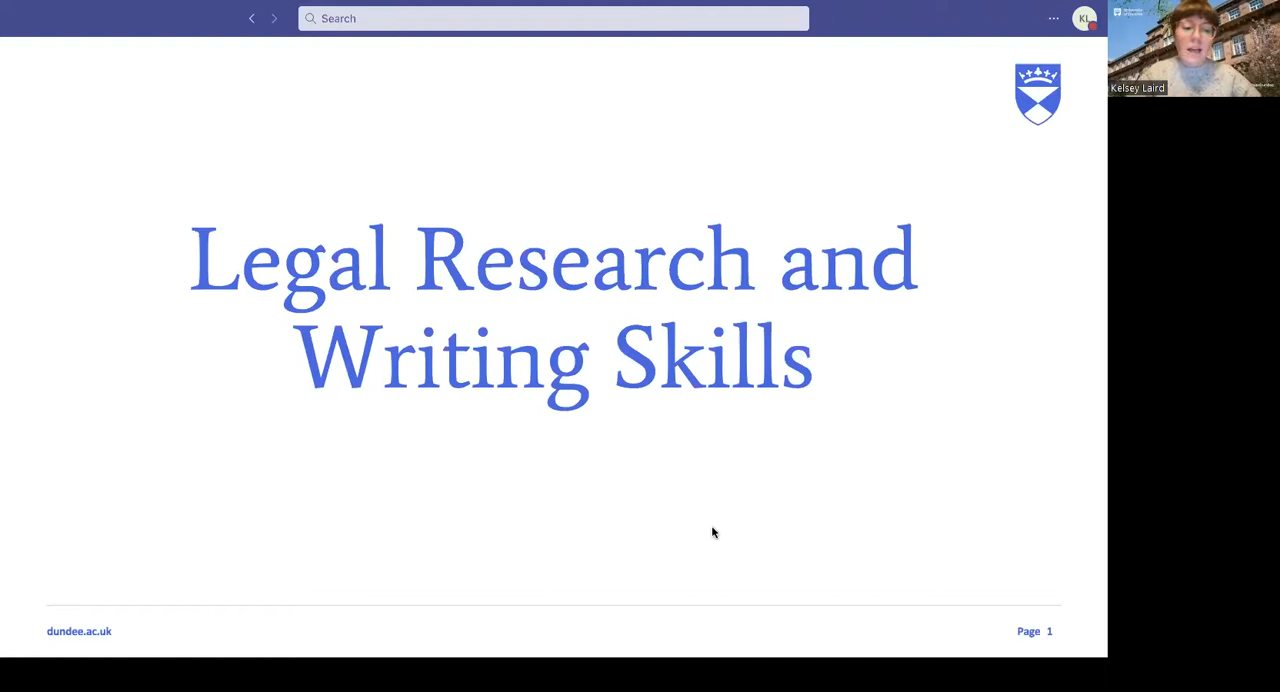 Search
KL
Kelsey Laird
Legal Research and
Writing Skills
dundee.ac.uk
Page 1